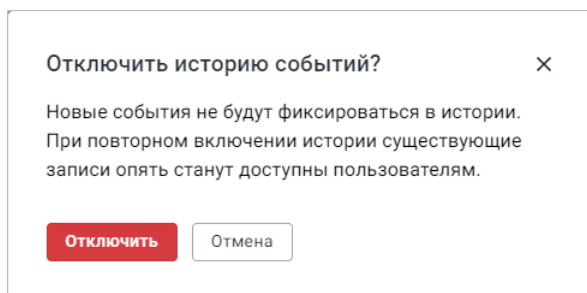 Отключить историю событий?
Новые события не будут фиксироваться в истории.
При повторном включении истории существующие
записи опять станут доступны пользователям.
Отключить
Отмена